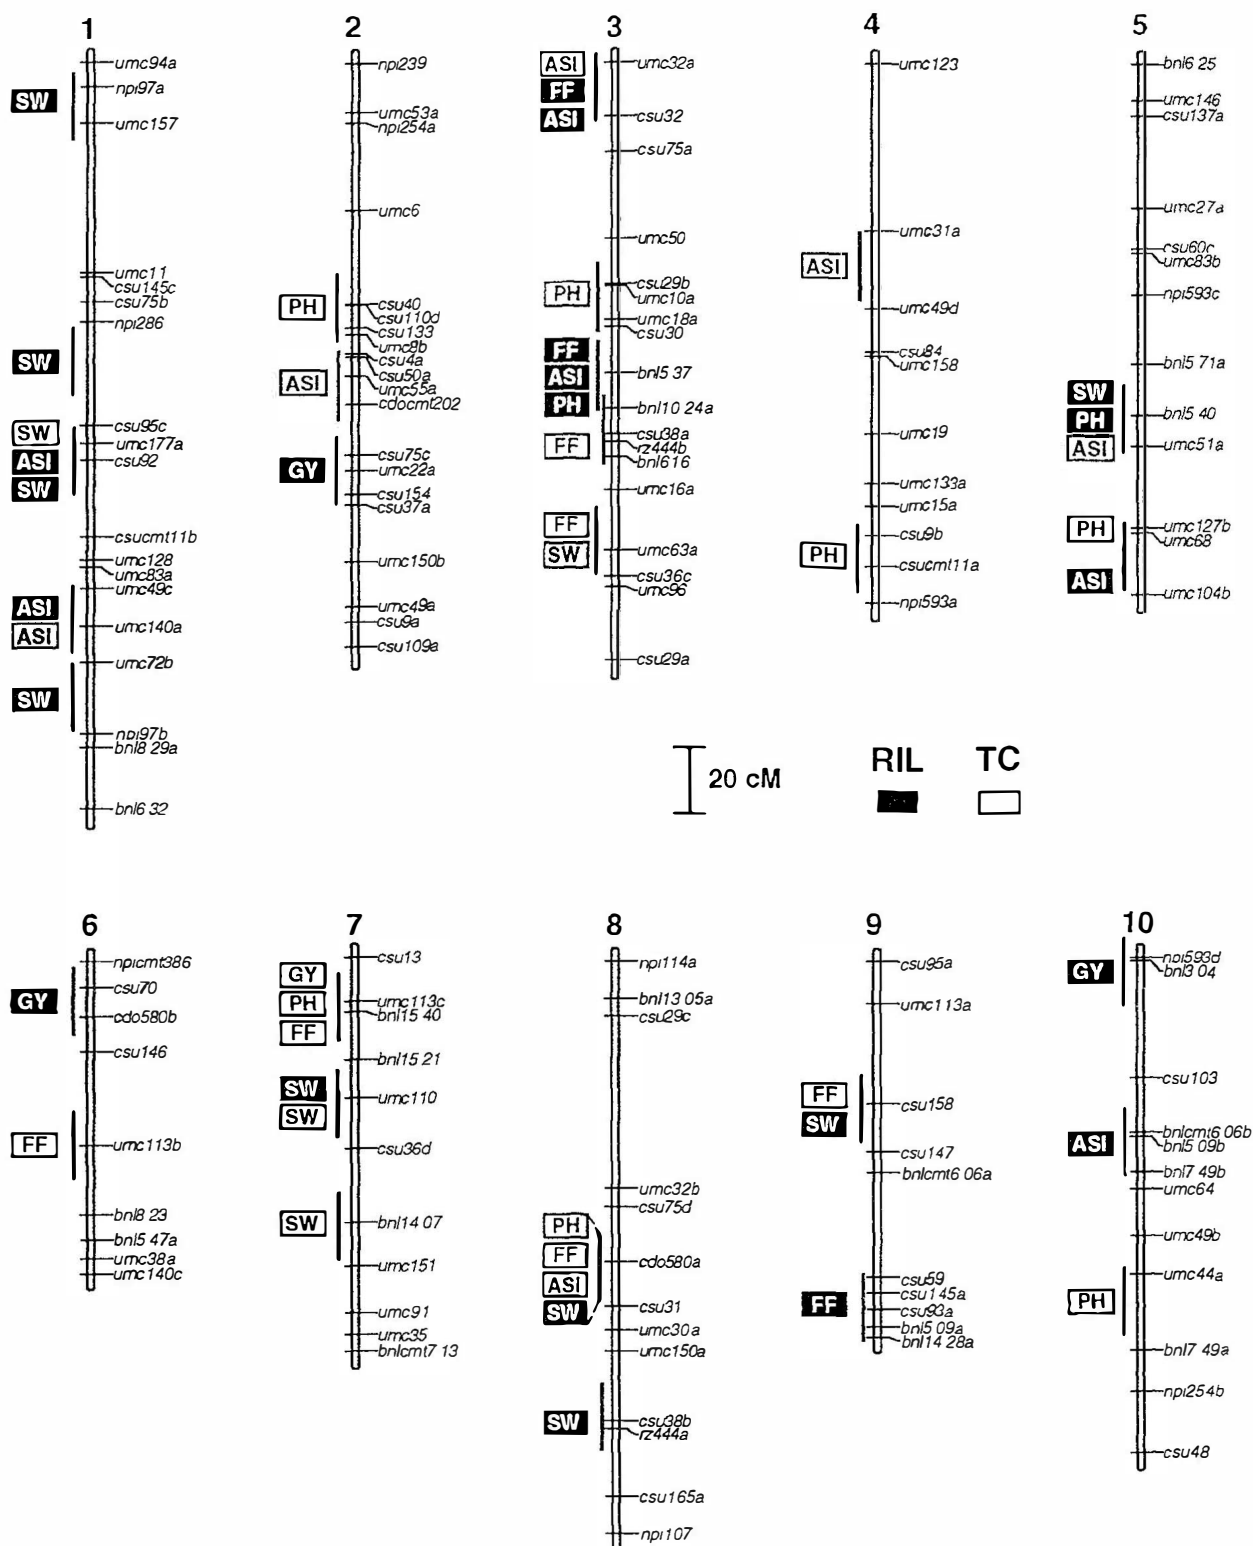 1
umc94a
npi97a
SW
umc157
umc11
csu145c
csu75b
npi286
SW
csu95c
SW
umc177a
ASI
csu92
SW
csucmt11b
umc128
umc83a
umc49c
ASI
umc140a
ASI
umc72b
SW
npi97b
bnl8 29a
bnl6 32
2
npi239
umc53a
npi254a
umc6
PH
csu40
csu110d
csu133
umc8b
csu4a
csu50a
ASI
umc55a
cdocmt202
csu75c
GY
umc22a
csu154
csu37a
umc150b
umc49a
csu9a
csu109a
3
ASI
umc32a
FF
csu32
ASI
csu75a
umc50
csu29b
PH
umc10a
umc18a
csu30
FF
bnl5 37
ASI
PH
bnl10 24a
csu38a
FF
rz444b
bnl616
umc16a
FF
umc63a
SW
csu36c
umc96
csu29a
4
umc123
umc31a
ASI
umc49d
csu84
umc158
umc19
umc133a
umc15a
csu9b
PH
csucmt11a
npi593a
5
bnl6 25
umc146
csu137a
umc27a
csu60c
umc83b
npi593c
bnl5 71a
SW
bnl5 40
PH
umc51a
ASI
PH
umc127b
umc68
ASI
umc104b
20 cM
RIL
TC
6
npicmt386
csu70
GY
cdo580b
csu146
FF
umc113b
bnl8 23
bnl5 47a
umc38a
umc140c
7
csu13
GY
PH
umc113c
bnl15 40
FF
bnl15 21
SW
umc110
SW
csu36d
SW
bnl14 07
umc151
umc91
umc35
bnlcmt7 13
8
npi114a
bnl13 05a
csu29c
umc32b
csu75d
PH
FF
cdo580a
ASI
SW
csu31
umc30a
umc150a
SW
csu38b
rz444a
csu165a
npi107
9
csu95a
umc113a
FF
csu158
SW
csu147
bnlcmt6 06a
csu59
csu145a
FF
csu93a
bnl5 09a
bnl14 28a
10
npi593d
GY
bnl3 04
csu103
bnlcmt6 06b
ASI
bnl5 09b
bnl7 49b
umc64
umc49b
umc44a
PH
bnl7 49a
npi254b
csu48